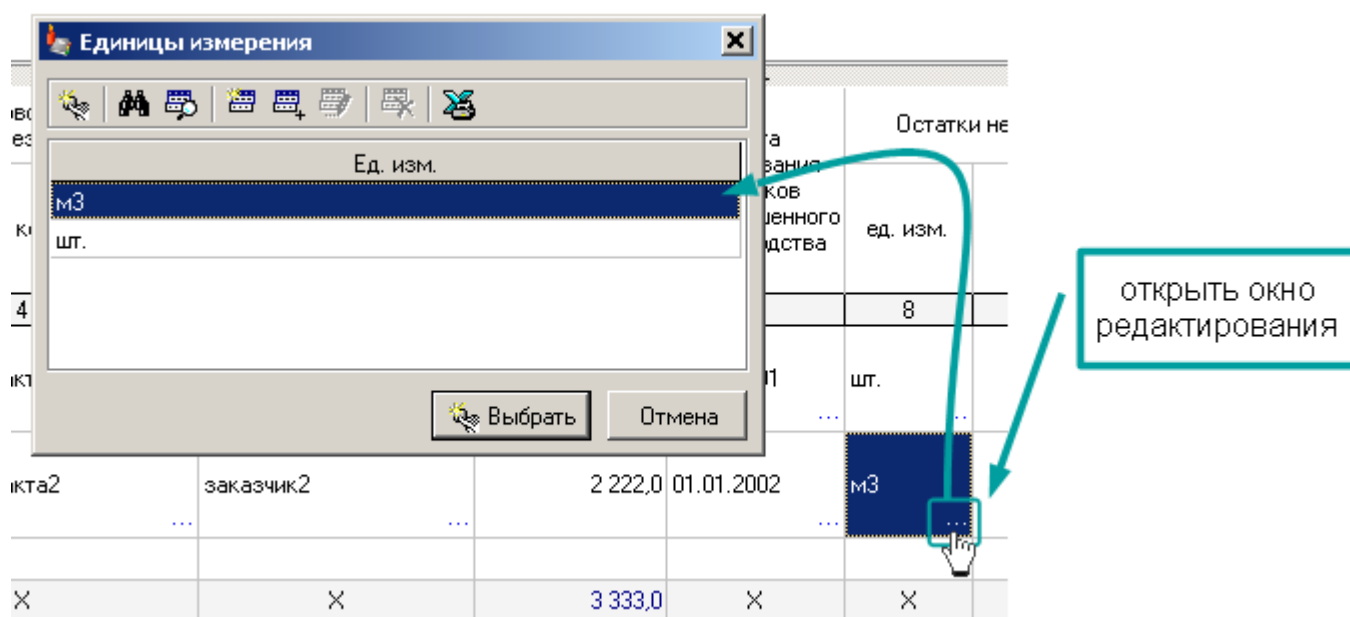 Единицы измерения
Остатки не
Ед. изм.
м3
шт.
ед. изм.
4
8
Выбрать
Отмена
шт.
...
...
заказчик2
2 222,0
01.01.2002
м3
...
...
...
...
X
X
3 333,0
X
X
открыть окно
редактирования